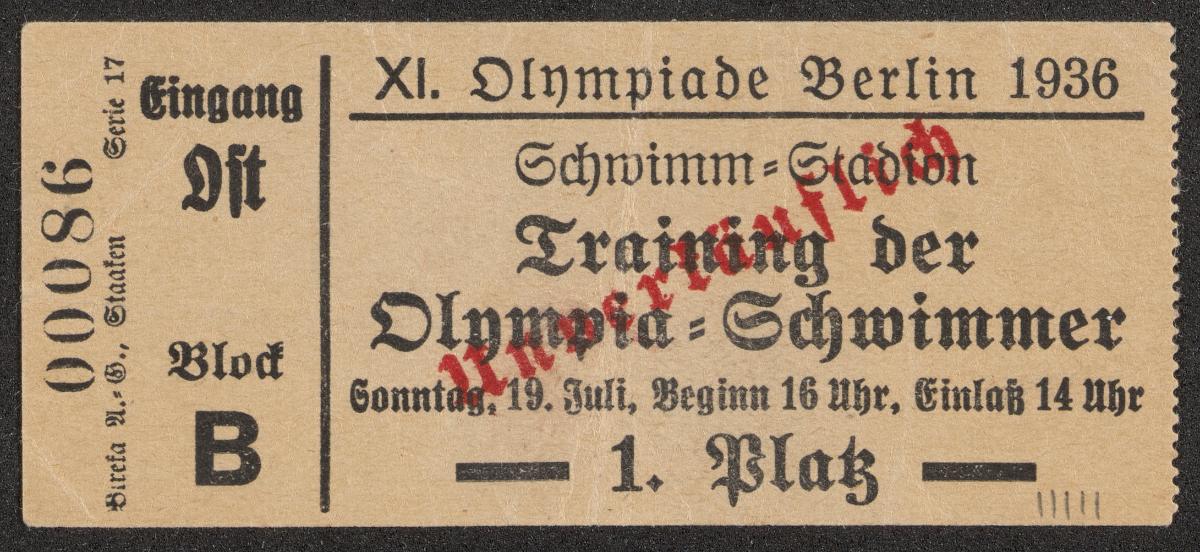 00086
Bireka A.-G., Staaken Serie 17
Eingang
Ost
Block
B
XI. Olympiade Berlin 1936
Schwimm-Stadion
Training der
Olympia-Schwimmer
Sonntag, 19. Juli, Beginn 16 Uhr, Einlaß 14 Uhr
1. Platz
Unverkäuflich